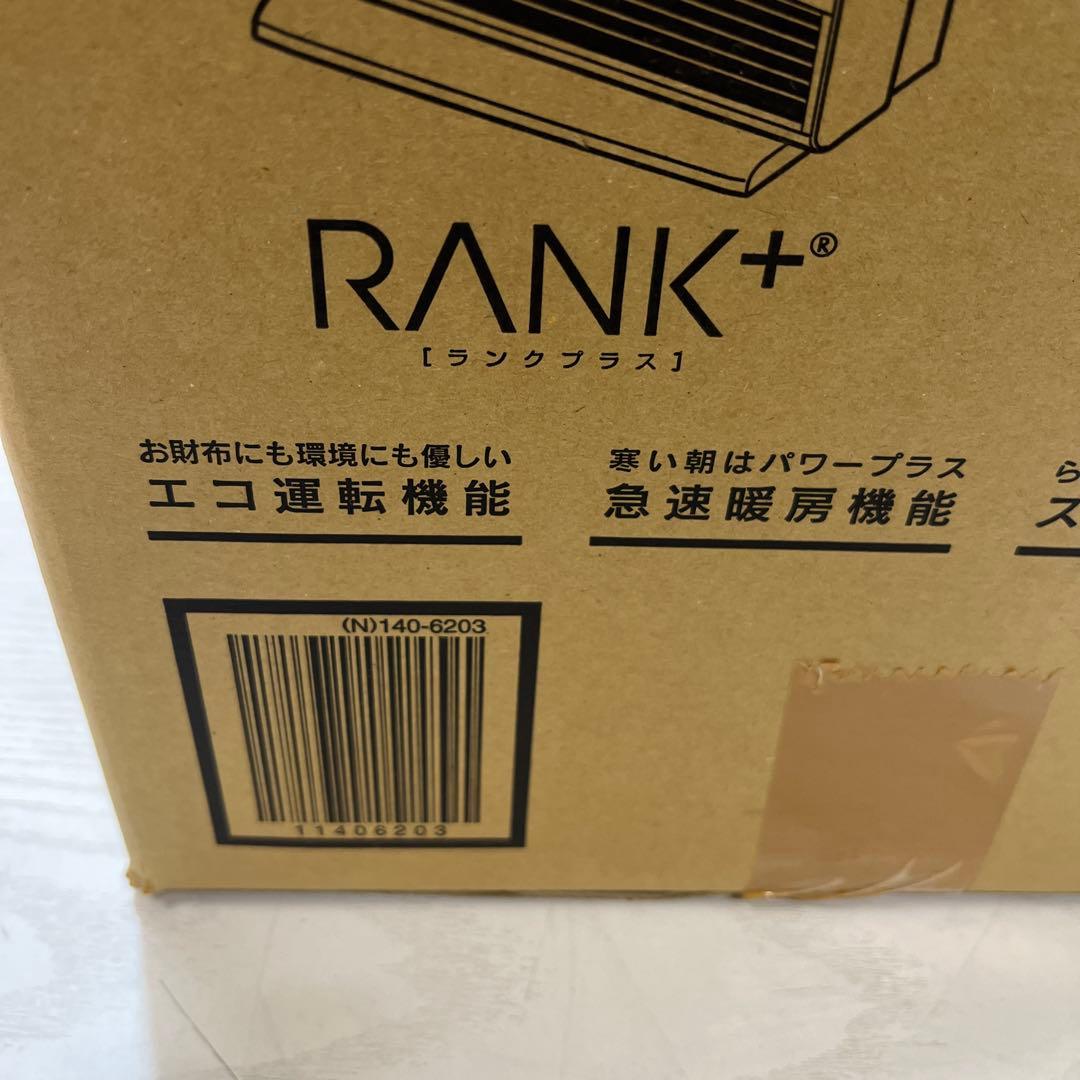 RANK+®
[ランクプラス]
お財布にも環境にも優しい
エコ運転機能
寒い朝はパワープラス
急速暖房機能
ら
ス
(N)140-6203
11406203